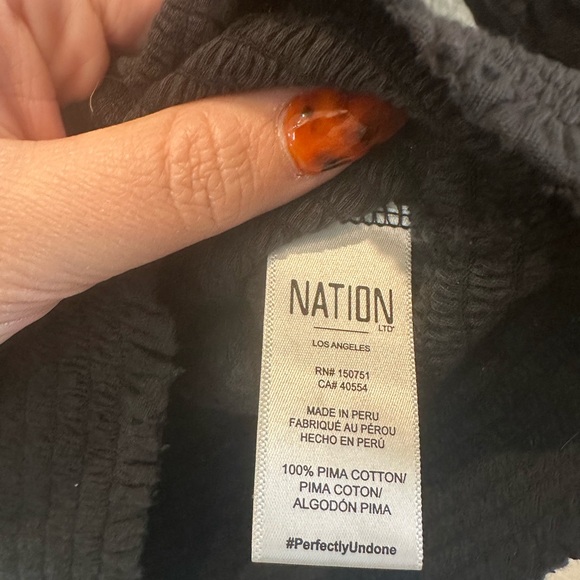 NATION
LTD
LOS ANGELES
RN# 150751
CA# 40554
MADE IN PERU
FABRIQUÉ AU PÉROU
HECHO EN PERÚ
100% PIMA COTTON/
PIMA COTON/
ALGODÓN PIMA
#PerfectlyUndone